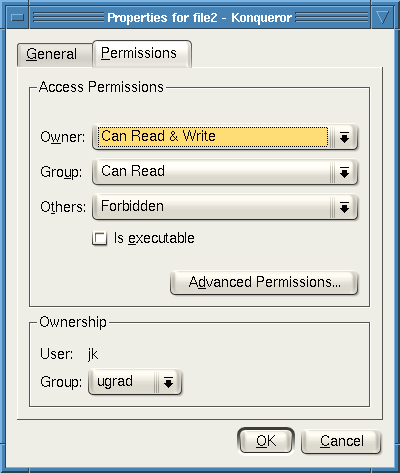 Properties for file2 - Konqueror
General Permissions
Access Permissions
Owner: Can Read & Write
Group: Can Read
Others: Forbidden
Is executable
Advanced Permissions...
Ownership
User: jk
Group: ugrad
OK Cancel